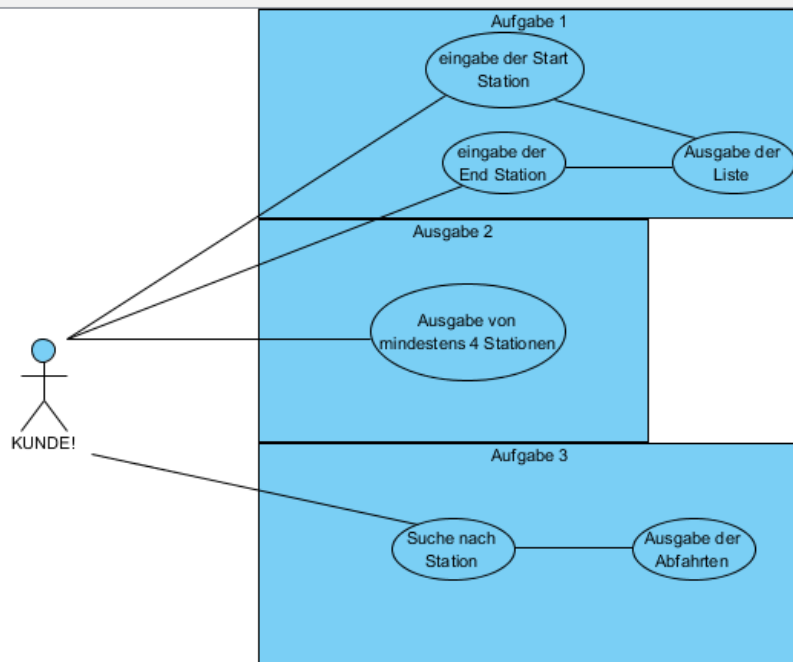 Aufgabe 1
eingabe der Start
Station
eingabe der
End Station
Ausgabe der
Liste
Ausgabe 2
Ausgabe von
mindestens 4 Stationen
KUNDE!
Aufgabe 3
Suche nach
Station
Ausgabe der
Abfahrten